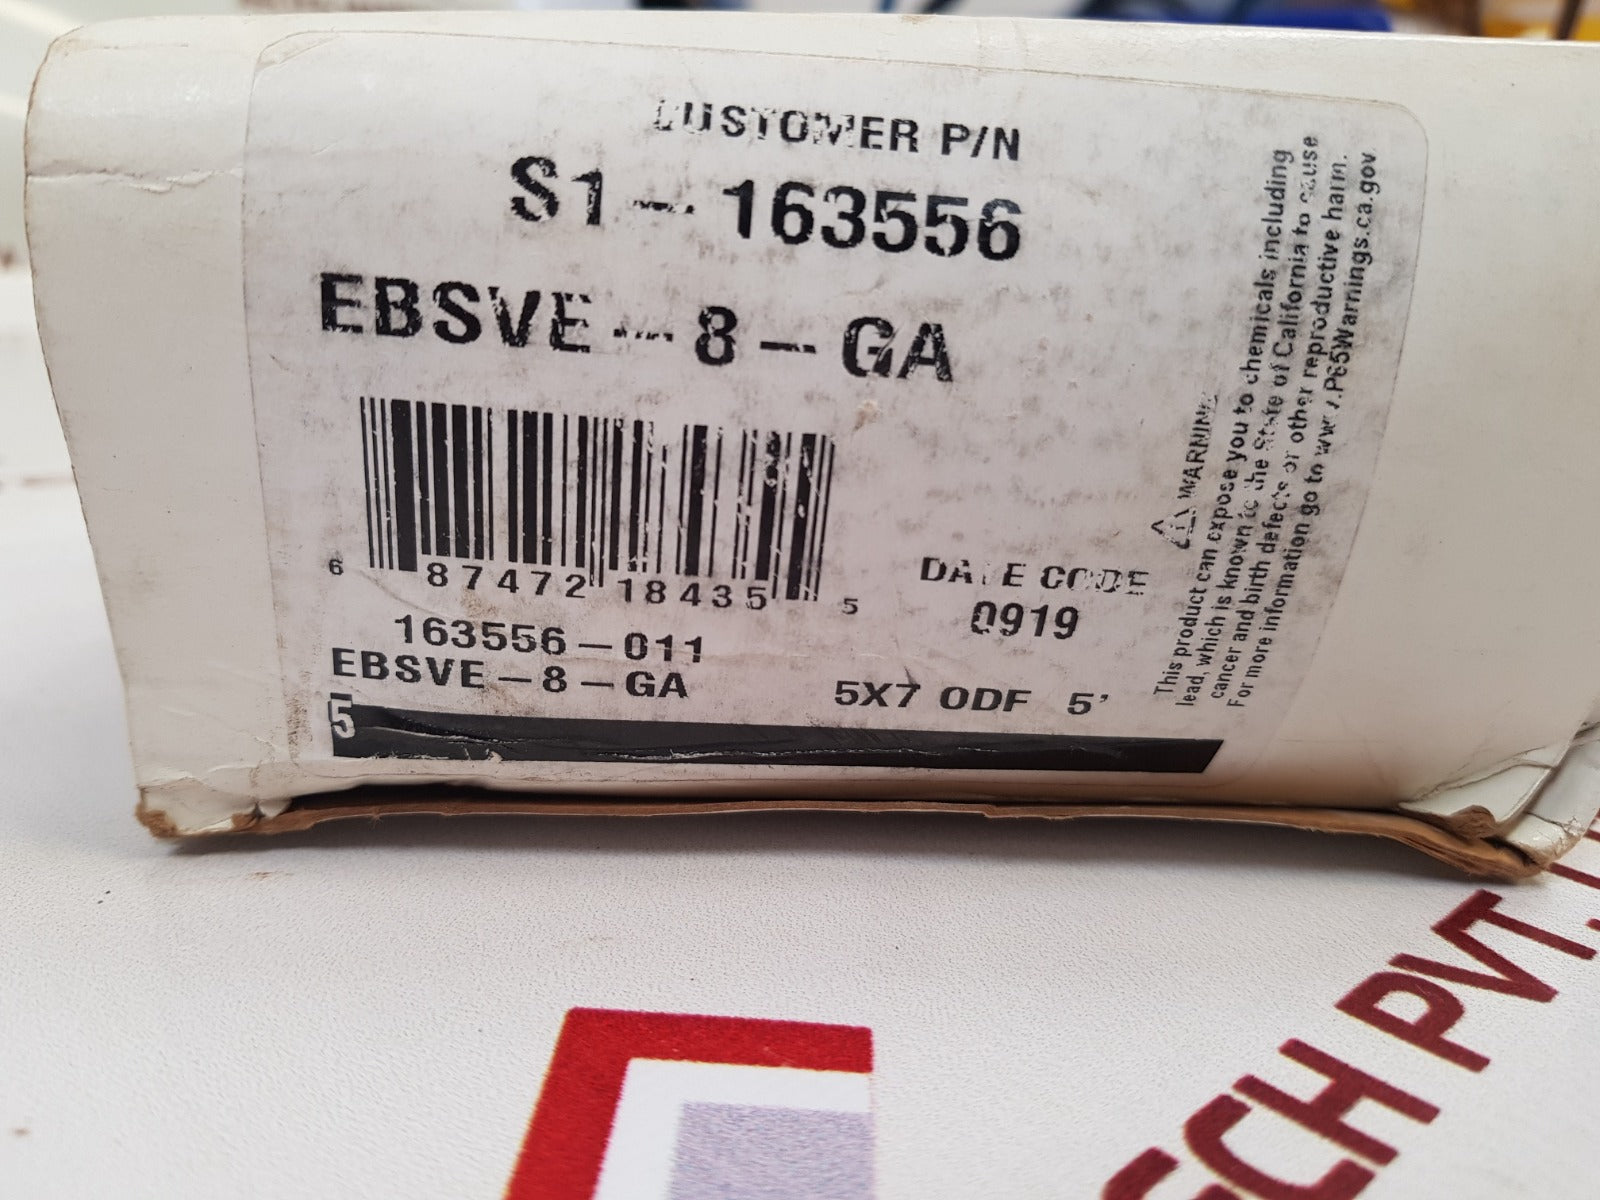 CUSTOMER P/N
S1-163556
EBSVE-8-GA
6 87472 18435 5
DATE CODE
0919
163556-011
EBSVE-8-GA
5X7 ODF 5'
5
⚠ WARNING:
This product can expose you to chemicals including
lead, which is known to the State of California to cause
cancer and birth defects or other reproductive harm.
For more information go to www.P65Warnings.ca.gov.
CH PVT.